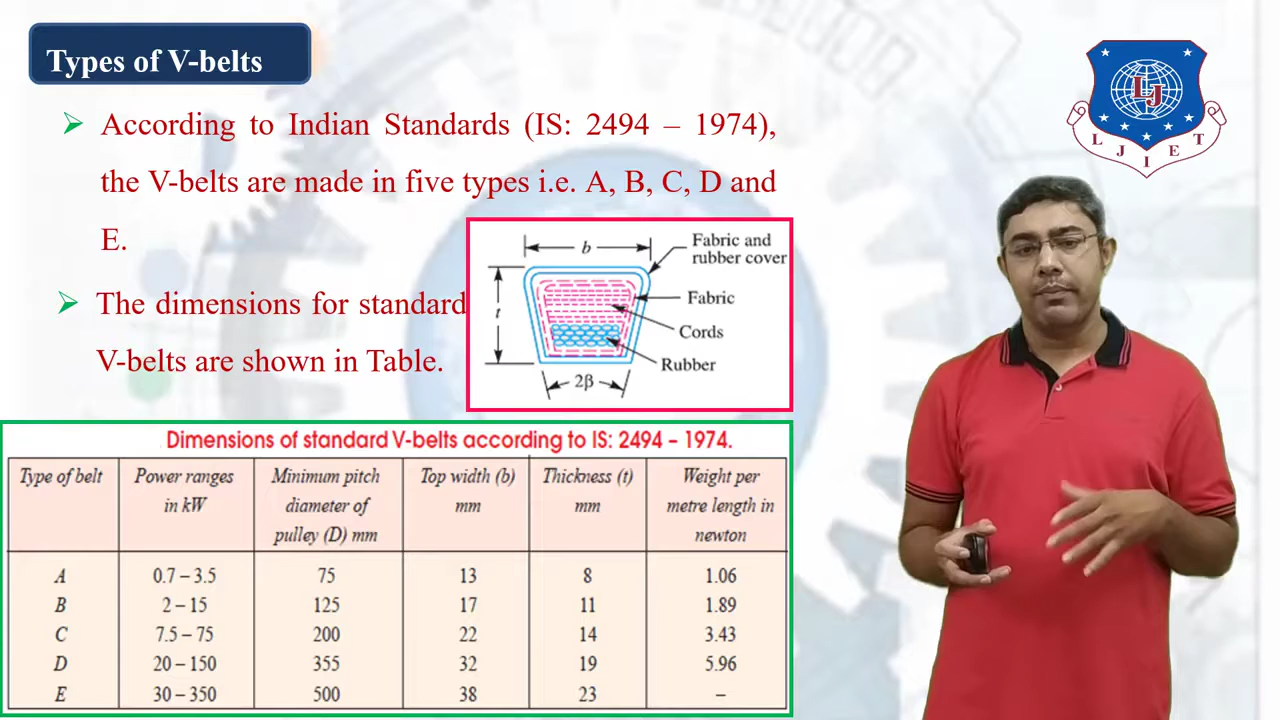 Types of V-belts
➢ According to Indian Standards (IS: 2494 – 1974),
the V-belts are made in five types i.e. A, B, C, D and
E.
➢ The dimensions for standard
V-belts are shown in Table.
b
t
2β
Fabric and
rubber cover
Fabric
Cords
Rubber
LJ
L J I E T
Dimensions of standard V-belts according to IS: 2494 – 1974.
Type of belt Power ranges in kW Minimum pitch diameter of pulley (D) mm Top width (b) mm Thickness (t) mm Weight per metre length in newton
A 0.7 – 3.5 75 13 8 1.06
B 2 – 15 125 17 11 1.89
C 7.5 – 75 200 22 14 3.43
D 20 – 150 355 32 19 5.96
E 30 – 350 500 38 23 –